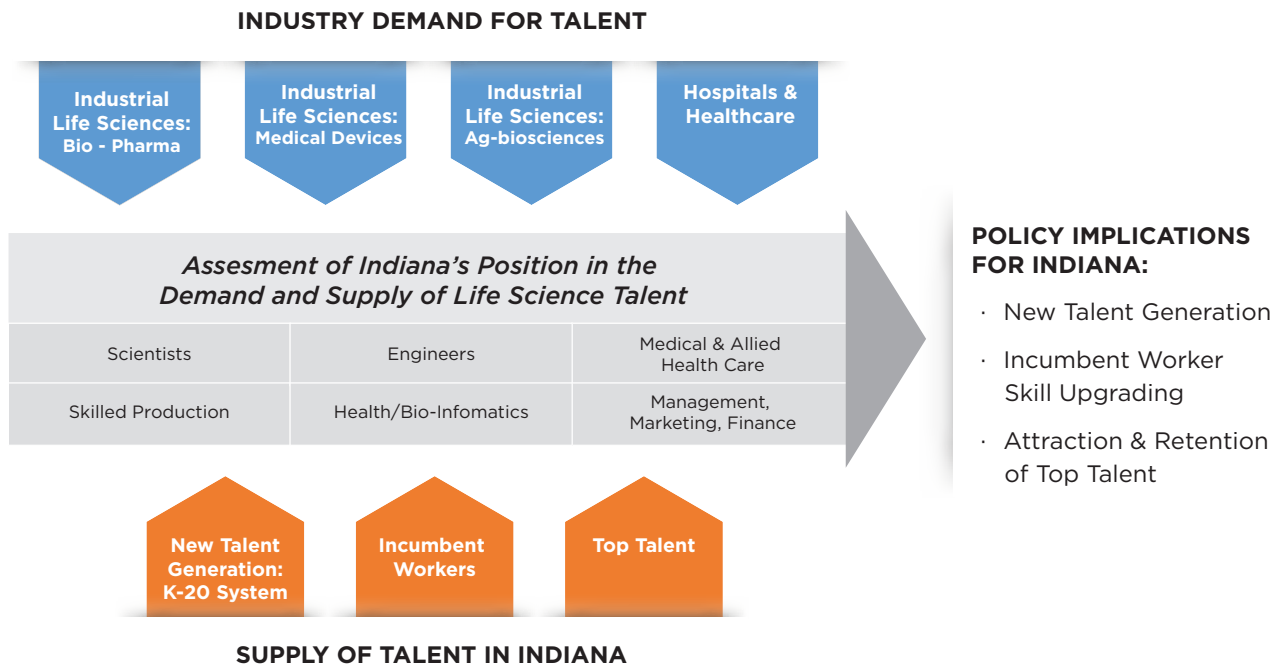 INDUSTRY DEMAND FOR TALENT
Industrial
Life Sciences:
Bio - Pharma
Industrial
Life Sciences:
Medical Devices
Industrial
Life Sciences:
Ag-biosciences
Hospitals &
Healthcare
Assesment of Indiana’s Position in the
Demand and Supply of Life Science Talent
Scientists
Engineers
Medical & Allied
Health Care
Skilled Production
Health/Bio-Infomatics
Management,
Marketing, Finance
New Talent
Generation:
K-20 System
Incumbent
Workers
Top Talent
SUPPLY OF TALENT IN INDIANA
POLICY IMPLICATIONS
FOR INDIANA:
· New Talent Generation
· Incumbent Worker
Skill Upgrading
· Attraction & Retention
of Top Talent